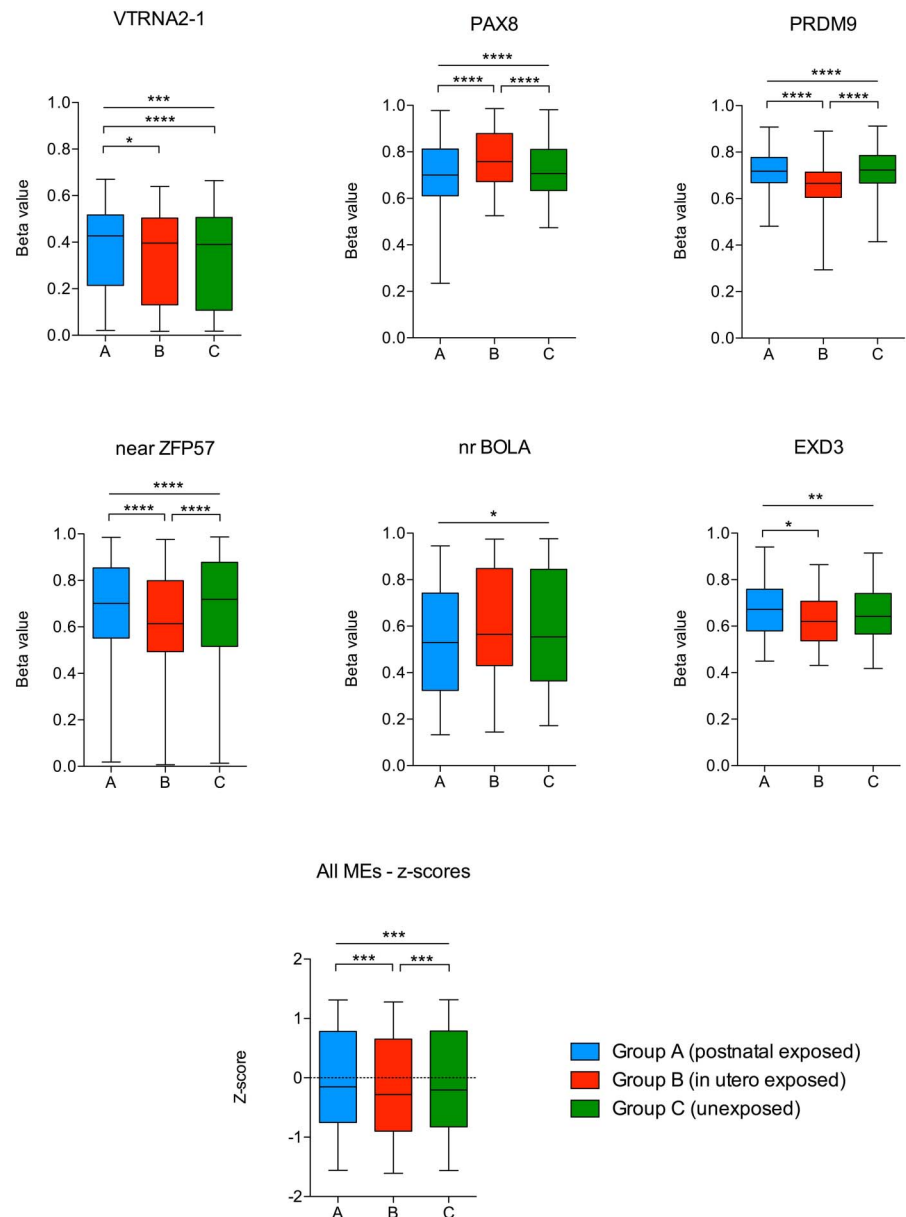 VTRNA2-1
PAX8
PRDM9
***
****
*
Beta value
1.0
0.8
0.6
0.4
0.2
0.0
A B C
****
**** ****
Beta value
1.0
0.8
0.6
0.4
0.2
0.0
A B C
****
**** ****
Beta value
1.0
0.8
0.6
0.4
0.2
0.0
A B C
near ZFP57
nr BOLA
EXD3
****
**** ****
Beta value
1.0
0.8
0.6
0.4
0.2
0.0
A B C
*
Beta value
1.0
0.8
0.6
0.4
0.2
0.0
A B C
**
*
Beta value
1.0
0.8
0.6
0.4
0.2
0.0
A B C
All MEs - z-scores
***
*** ***
Z-score
2
1
0
-1
-2
A B C
Group A (postnatal exposed)
Group B (in utero exposed)
Group C (unexposed)